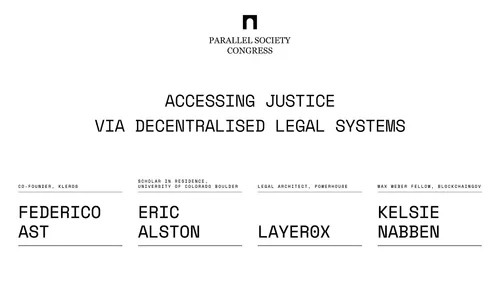 PARALLEL SOCIETY
CONGRESS
ACCESSING JUSTICE
VIA DECENTRALISED LEGAL SYSTEMS
CO-FOUNDER, KLEROS
FEDERICO
AST
SCHOLAR IN RESIDENCE,
UNIVERSITY OF COLORADO BOULDER
ERIC
ALSTON
LEGAL ARCHITECT, POWERHOUSE
LAYER0X
MAX WEBER FELLOW, BLOCKCHAINGOV
KELSIE
NABBEN